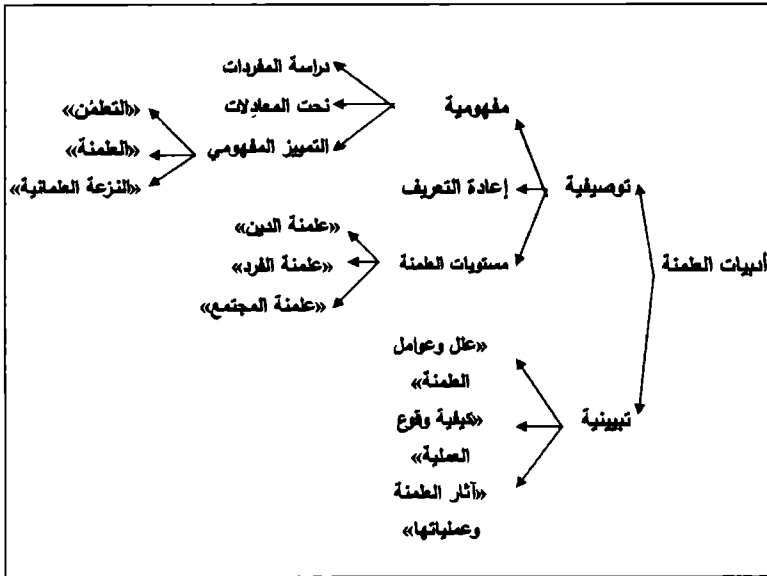 أدبيات العلمنة
توصيفية
مفهومية
دراسة المفردات
نحت المعادلات
التمييز المفهومي
«التعلمُن»
«العلمنة»
«النزعة العلمانية»
إعادة التعريف
مستويات العلمنة
«علمنة الدين»
«علمنة الفرد»
«علمنة المجتمع»
تبيينية
«علل وعوامل
العلمنة»
«كيفية وقوع
العملية»
«آثار العلمنة
وعملياتها»